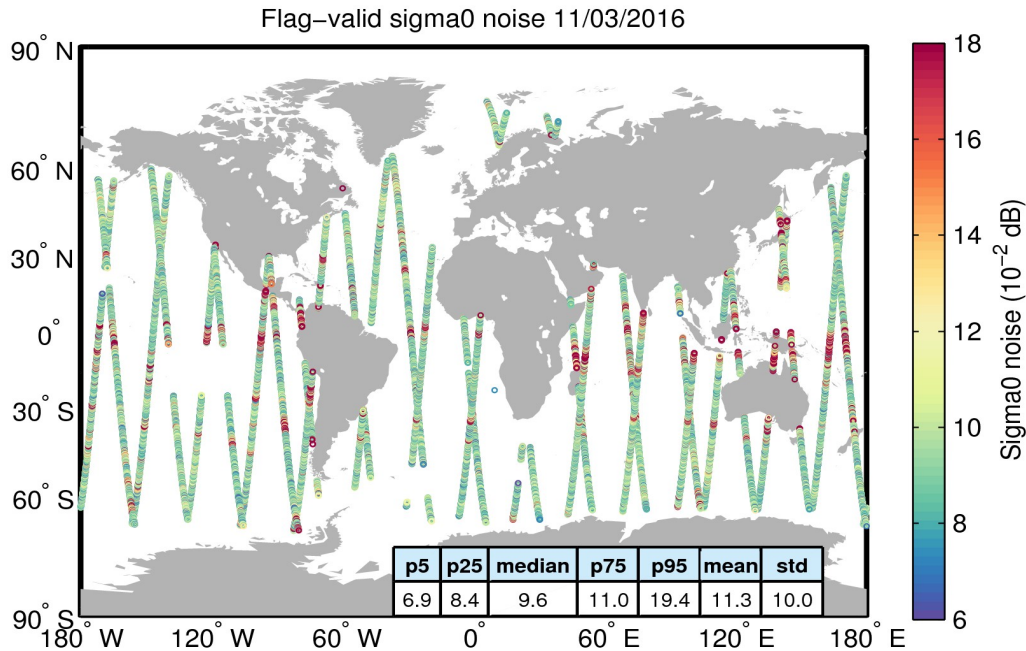 Flag−valid sigma0 noise 11/03/2016
90° N
60° N
30° N
0°
30° S
60° S
90° S
180° W
120° W
60° W
0°
60° E
120° E
180° E
p5 p25 median p75 p95 mean std
6.9 8.4 9.6 11.0 19.4 11.3 10.0
18
16
14
12
10
8
6
Sigma0 noise (10⁻² dB)